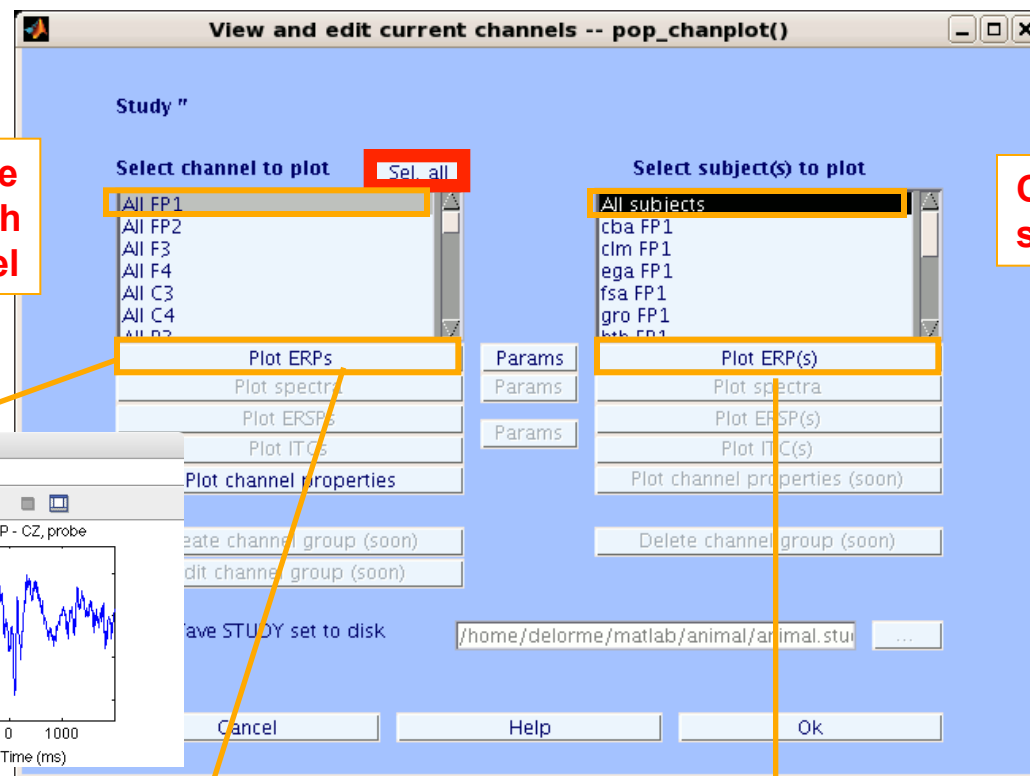 View and edit current channels -- pop_chanplot()
Study "
Select channel to plot
Sel. all
Select subject(s) to plot
All FP1
All FP2
All F3
All F4
All C3
All C4
All subjects
cba FP1
clm FP1
ega FP1
fsa FP1
gro FP1
Plot ERPs
Params
Plot ERP(s)
Plot spectra
Params
Plot spectra
Plot ERSPs
Params
Plot ERSP(s)
Plot ITCs
Plot ITC(s)
Plot channel properties
Plot channel properties (soon)
eate channel group (soon)
Delete channel group (soon)
dit channel group (soon)
ave STUDY set to disk
/home/delorme/matlab/animal/animal.stu
...
Cancel
Help
Ok
P - CZ, probe
0 1000
Time (ms)
e
h
el